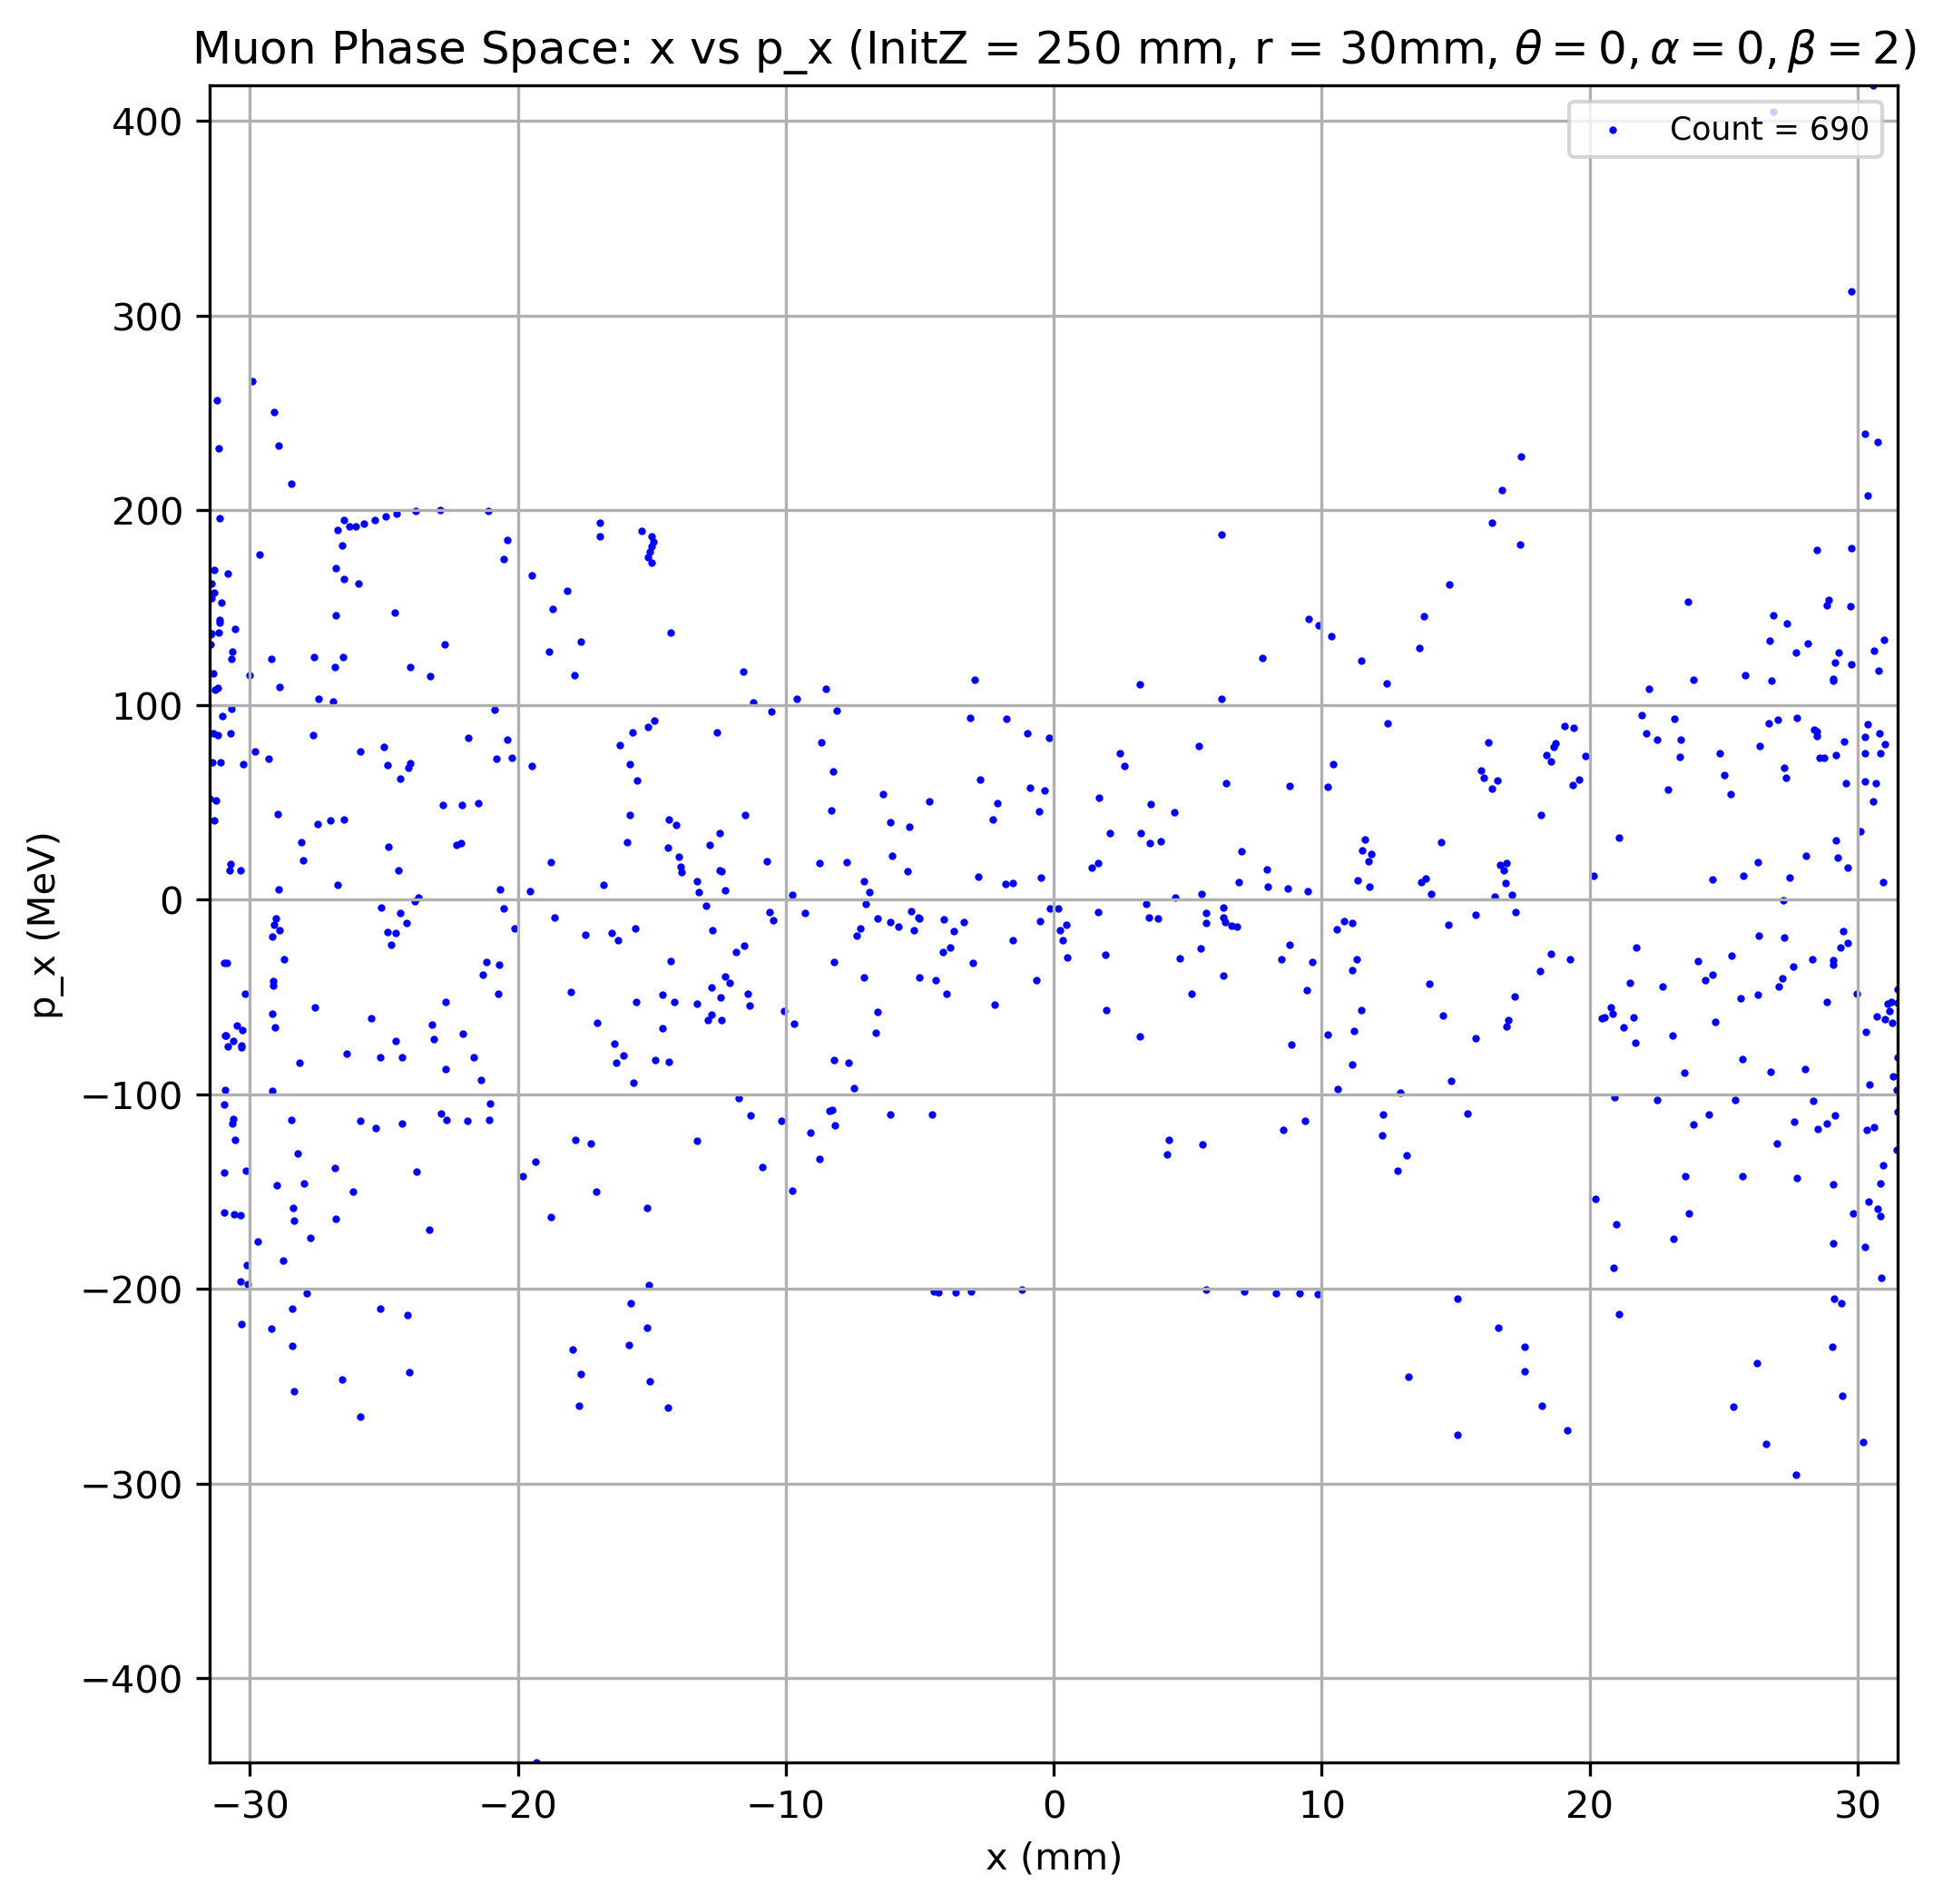 Muon Phase Space: x vs p_x (InitZ = 250 mm, r = 30mm, θ = 0, α = 0, β = 2)
Count = 690
400
300
200
100
0
−100
−200
−300
−400
p_x (MeV)
−30 −20 −10 0 10 20 30
x (mm)